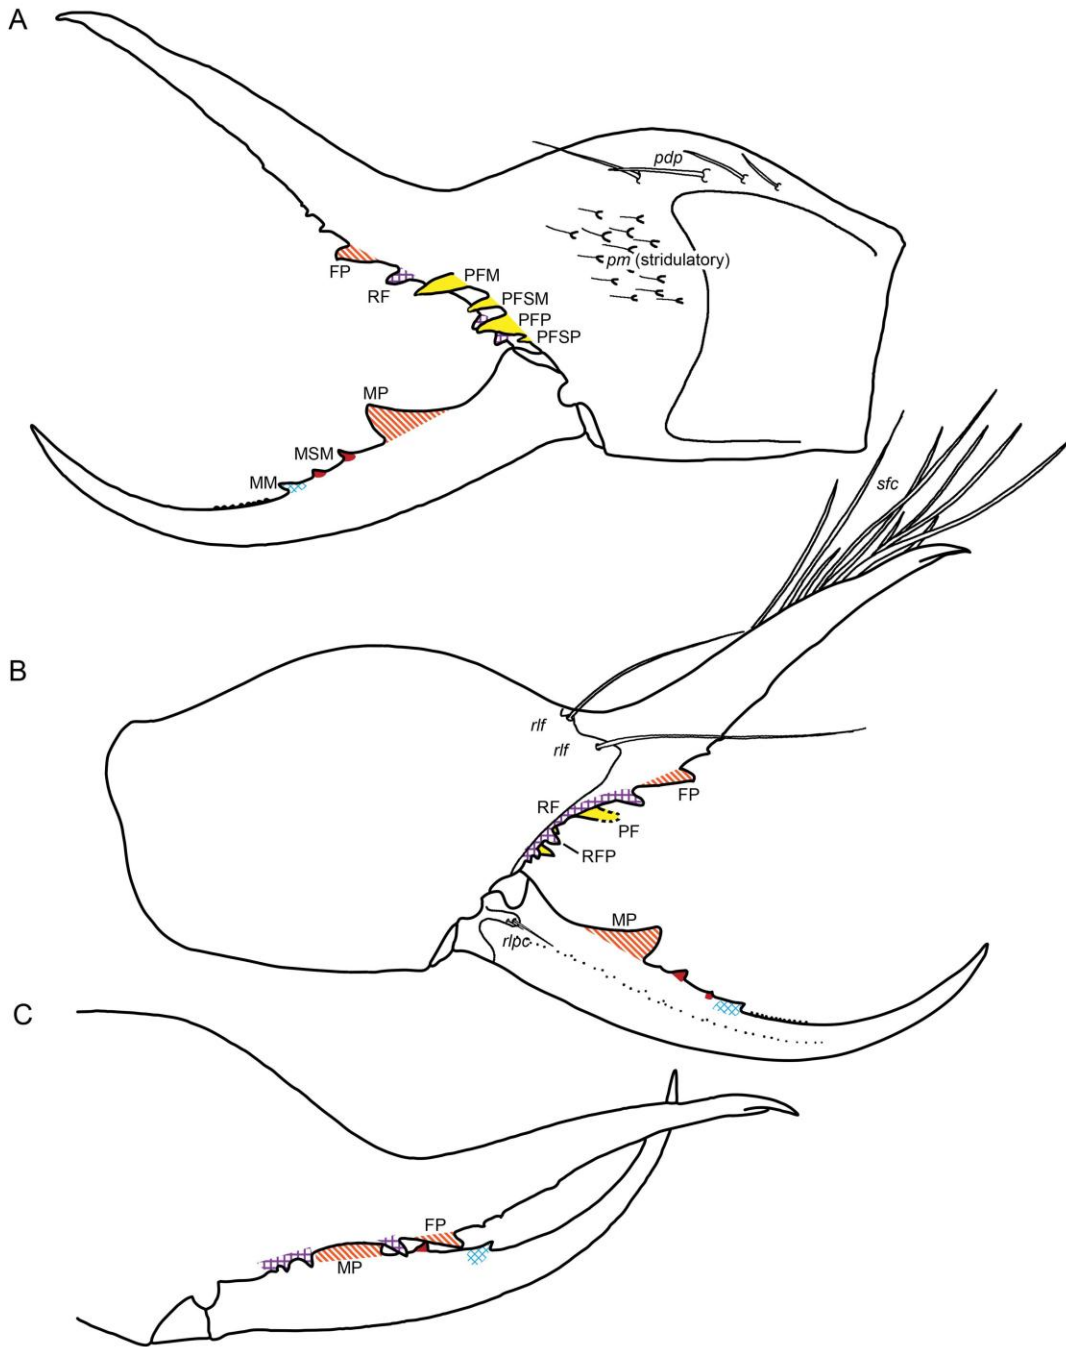 A
pdp
pm (stridulatory)
FP
RF
PFM
PFSM
PFP
PFSP
MP
MSM
MM
sfc
B
rlf
rlf
FP
RF
PF
RFP
MP
rlpc
C
FP
MP